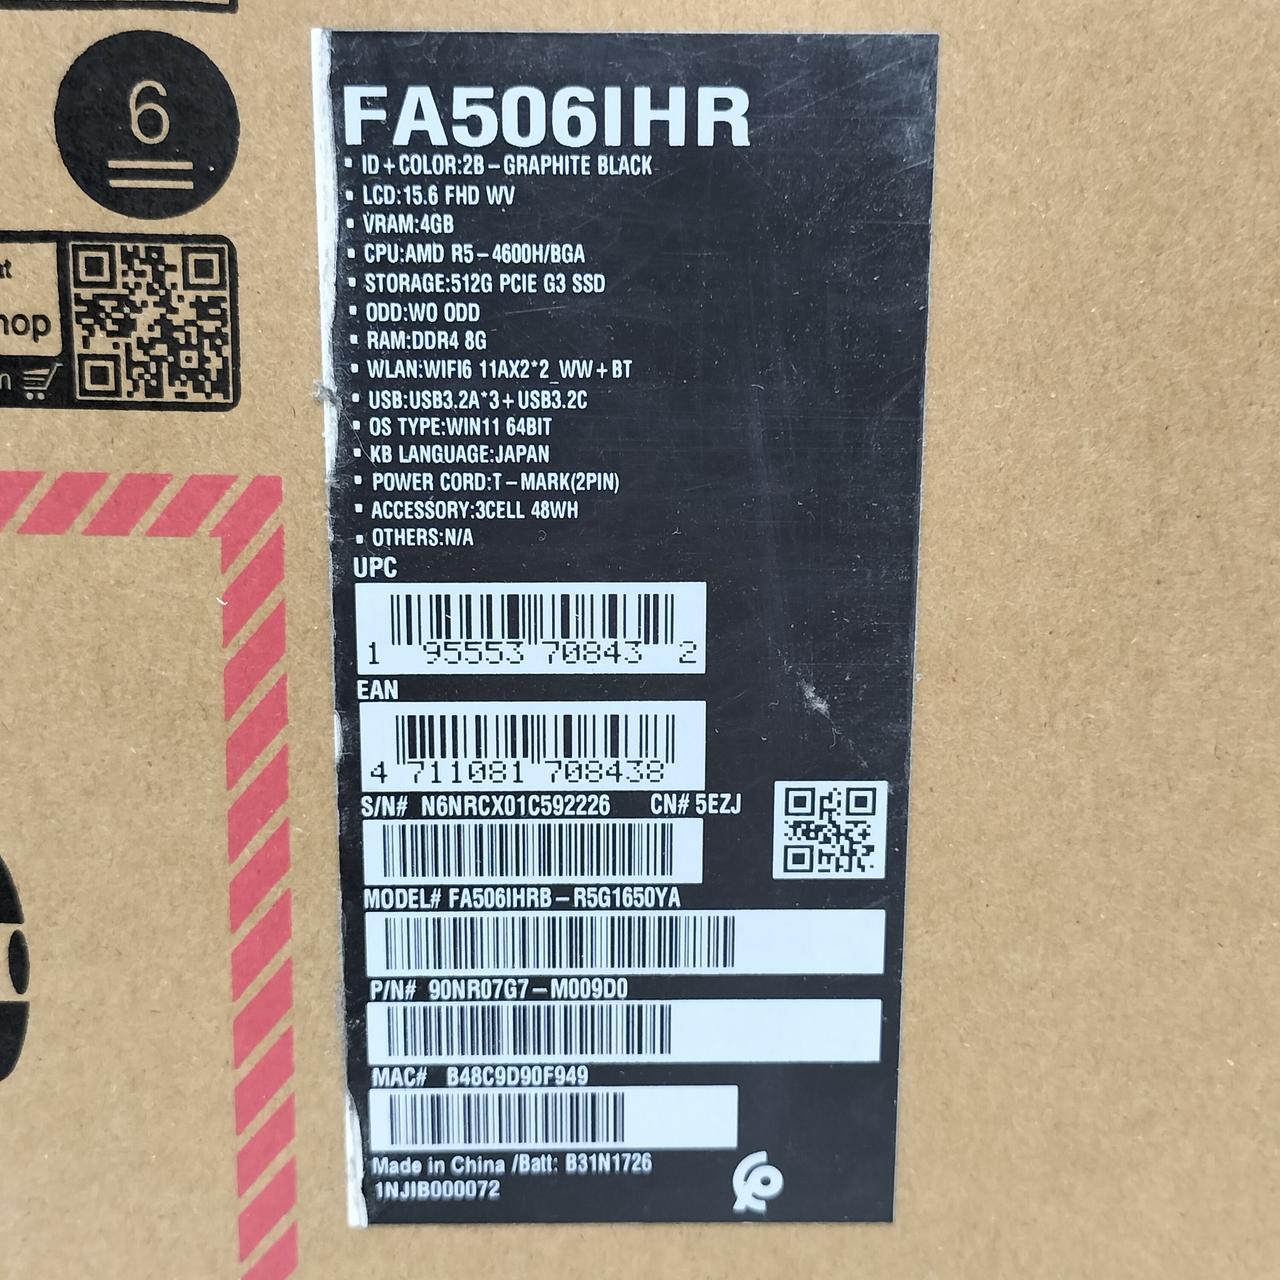 6
at
hop
n
FA506IHR
▪ ID+COLOR:2B-GRAPHITE BLACK
▪ LCD:15.6 FHD WV
▪ VRAM:4GB
▪ CPU:AMD R5-4600H/BGA
▪ STORAGE:512G PCIE G3 SSD
▪ ODD:WO ODD
▪ RAM:DDR4 8G
▪ WLAN:WIFI6 11AX2*2_WW+BT
▪ USB:USB3.2A*3+USB3.2C
▪ OS TYPE:WIN11 64BIT
▪ KB LANGUAGE:JAPAN
▪ POWER CORD:T-MARK(2PIN)
▪ ACCESSORY:3CELL 48WH
▪ OTHERS:N/A
UPC
1 95553 70843 2
EAN
4 711081 708438
S/N# N6NRCX01C592226 CN# 5EZJ
MODEL# FA506IHRB-R5G1650YA
P/N# 90NR07G7-M009D0
MAC# B48C9D90F949
Made in China /Batt: B31N1726
1NJIB000072